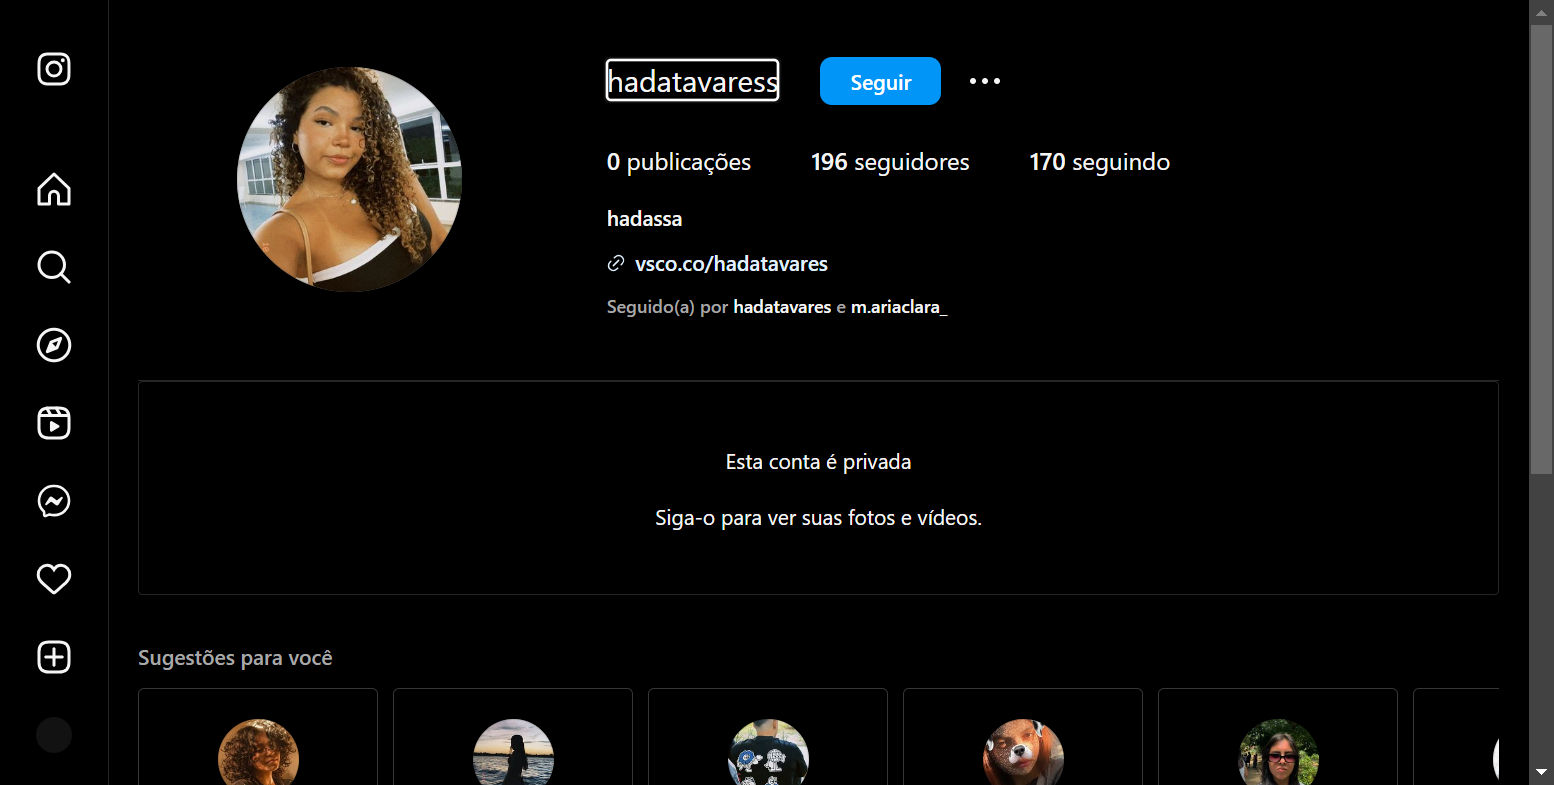 hadatavaress Seguir
0 publicações 196 seguidores 170 seguindo
hadassa
vsco.co/hadatavares
Seguido(a) por hadatavares e m.ariaclara_
Esta conta é privada
Siga-o para ver suas fotos e vídeos.
Sugestões para você